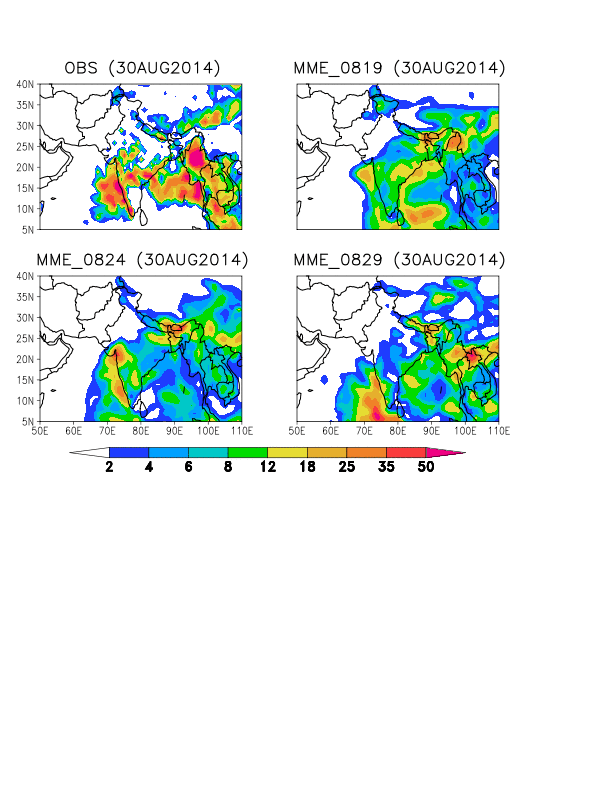 OBS (30AUG2014) MME_0819 (30AUG2014)
40N
35N
30N
25N
20N
15N
10N
5N
MME_0824 (30AUG2014) MME_0829 (30AUG2014)
40N
35N
30N
25N
20N
15N
10N
5N
50E 60E 70E 80E 90E 100E 110E 50E 60E 70E 80E 90E 100E 110E
2 4 6 8 12 18 25 35 50